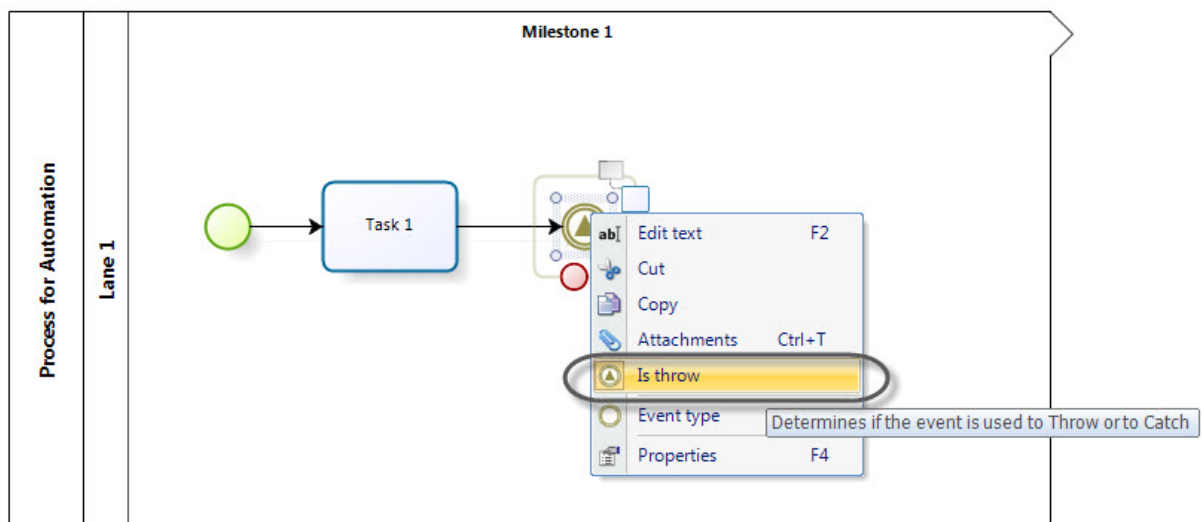 Milestone 1
Process for Automation
Lane 1
Task 1
ab Edit text F2
Cut
Copy
Attachments Ctrl+T
Is throw
Event type
Determines if the event is used to Throw or to Catch
Properties F4